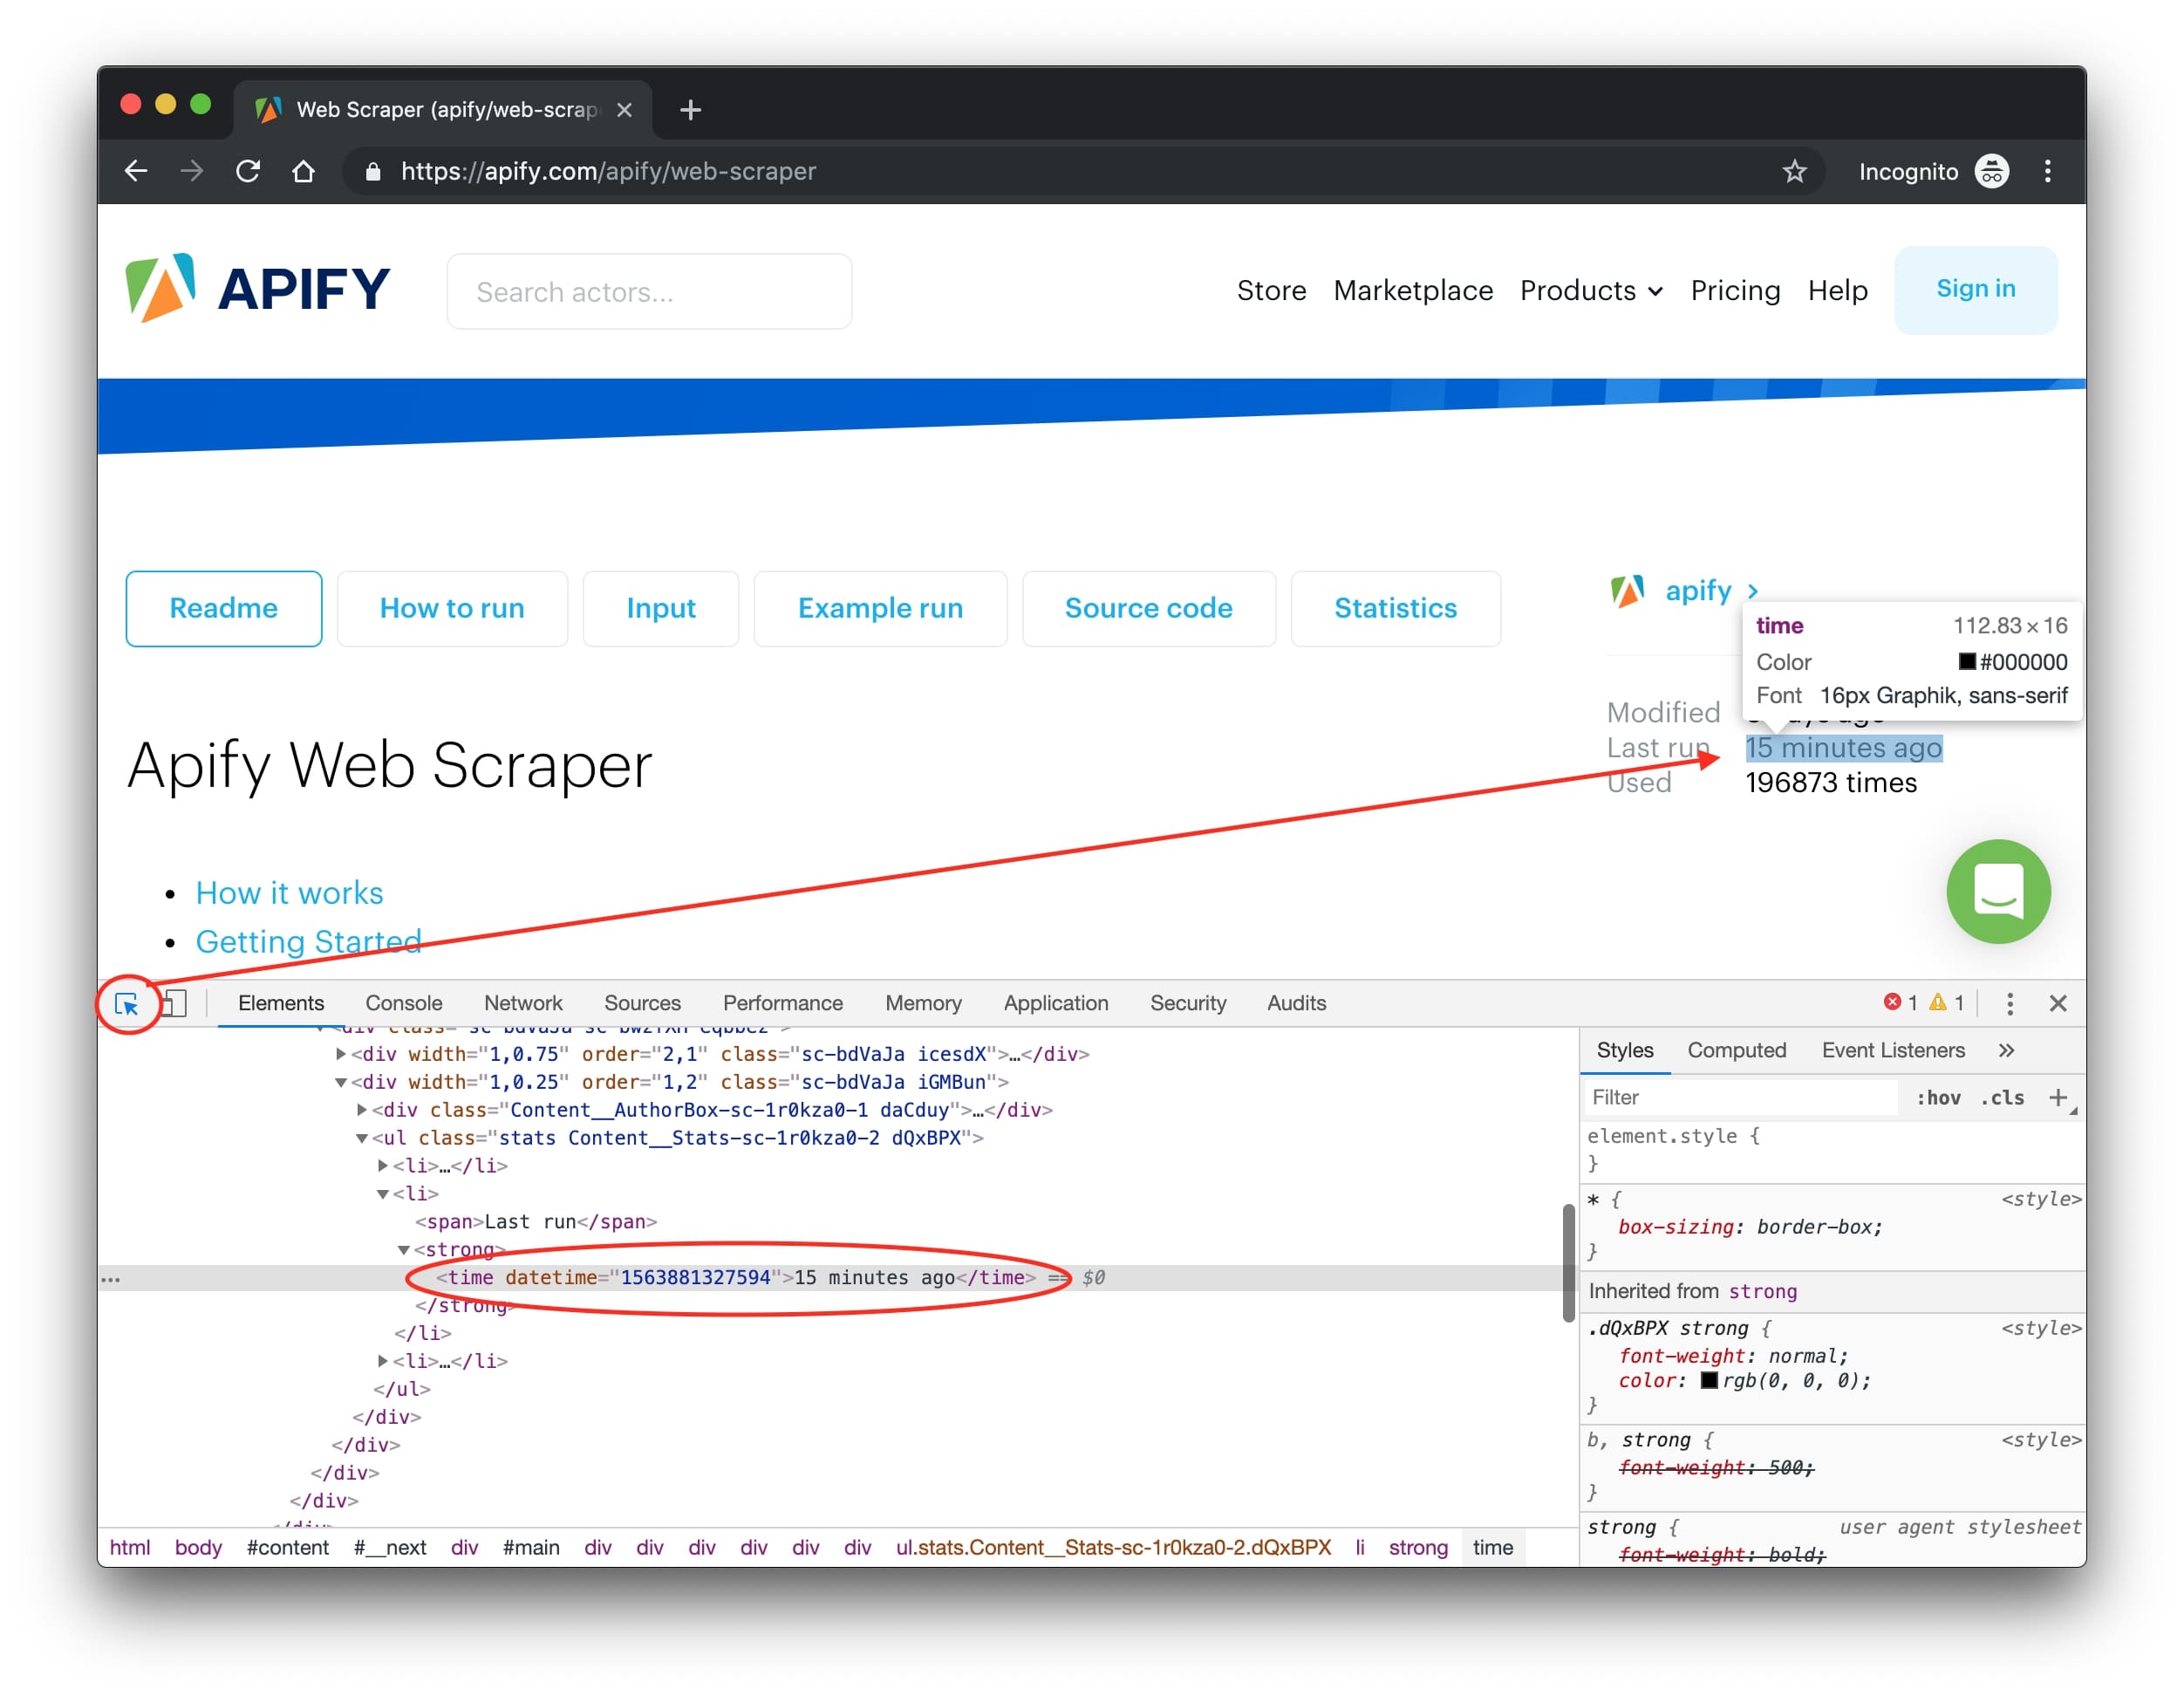 Web Scraper (apify/web-scrap
https://apify.com/apify/web-scraper
Incognito
APIFY
Search actors...
Store Marketplace Products Pricing Help Sign in
Readme How to run Input Example run Source code Statistics
apify
time 112.83×16
Color #000000
Font 16px Graphik, sans-serif
Modified
Last run 15 minutes ago
Used 196873 times
Apify Web Scraper
• How it works
• Getting Started
Elements Console Network Sources Performance Memory Application Security Audits 1 1
<div width="1,0.75" order="2,1" class="sc-bdVaJa icesdX">…</div>
<div width="1,0.25" order="1,2" class="sc-bdVaJa iGMBun">
<div class="Content__AuthorBox-sc-1r0kza0-1 daCduy">…</div>
<ul class="stats Content__Stats-sc-1r0kza0-2 dQxBPX">
<li>…</li>
<li>
<span>Last run</span>
<strong>
<time datetime="1563881327594">15 minutes ago</time> == $0
</strong>
</li>
<li>…</li>
</ul>
</div>
</div>
</div>
</div>
html body #content #__next div #main div div div div div div ul.stats.Content__Stats-sc-1r0kza0-2.dQxBPX li strong time
Styles Computed Event Listeners »
Filter :hov .cls +
element.style {
}
* { <style>
box-sizing: border-box;
}
Inherited from strong
.dQxBPX strong { <style>
font-weight: normal;
color: rgb(0, 0, 0);
}
b, strong { <style>
font-weight: 500;
}
strong { user agent stylesheet
font-weight: bold;